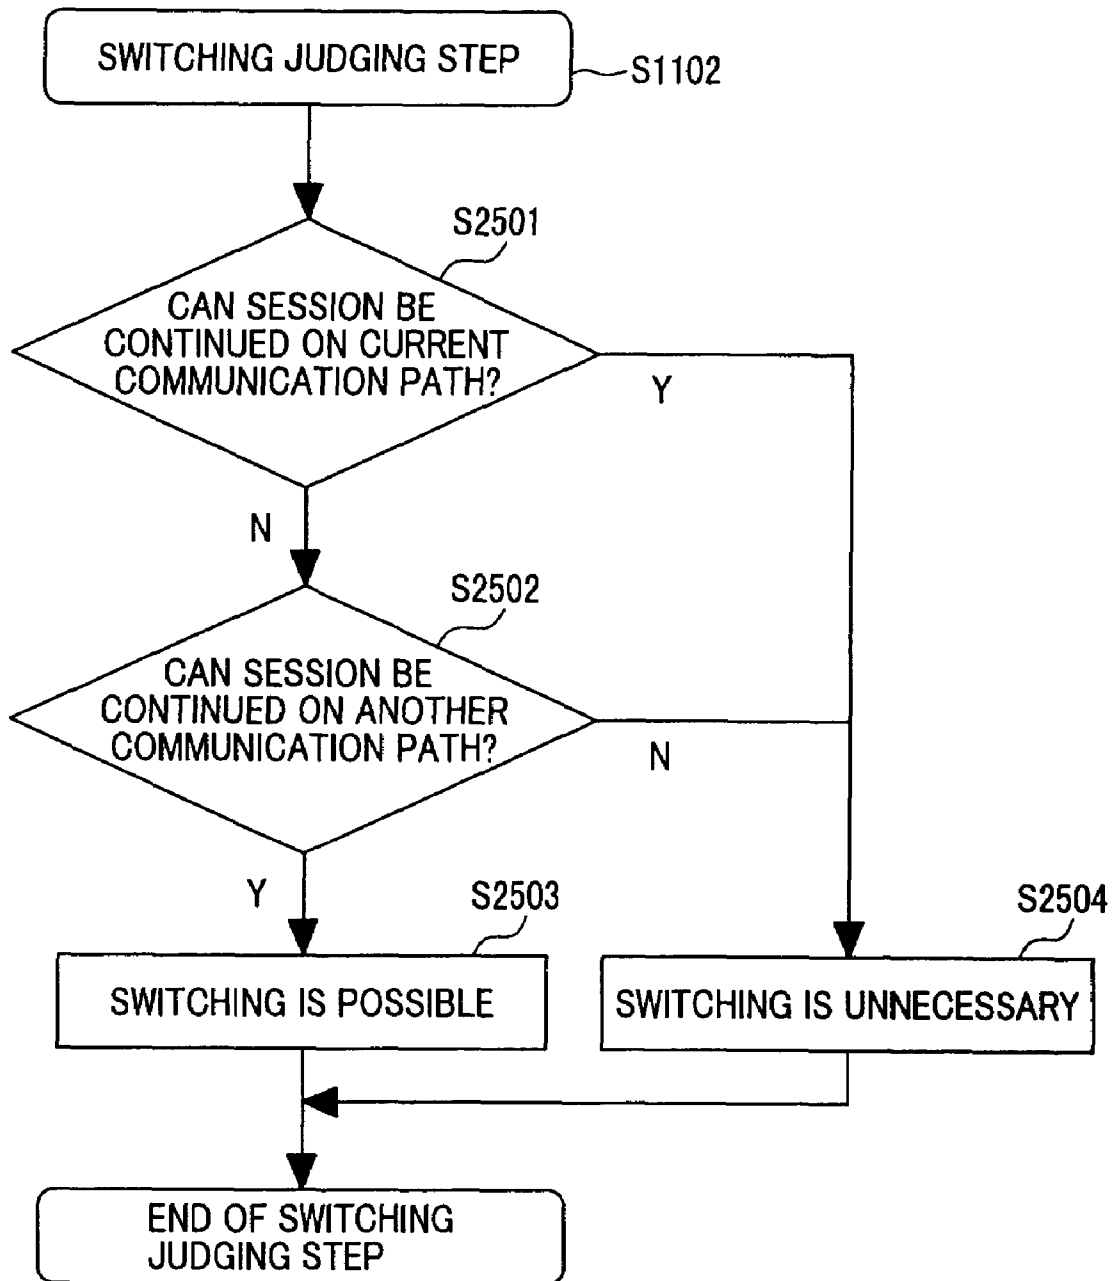 SWITCHING JUDGING STEP
S1102
S2501
CAN SESSION BE
CONTINUED ON CURRENT
COMMUNICATION PATH?
Y
N
S2502
CAN SESSION BE
CONTINUED ON ANOTHER
COMMUNICATION PATH?
N
Y
S2503
S2504
SWITCHING IS POSSIBLE
SWITCHING IS UNNECESSARY
END OF SWITCHING
JUDGING STEP